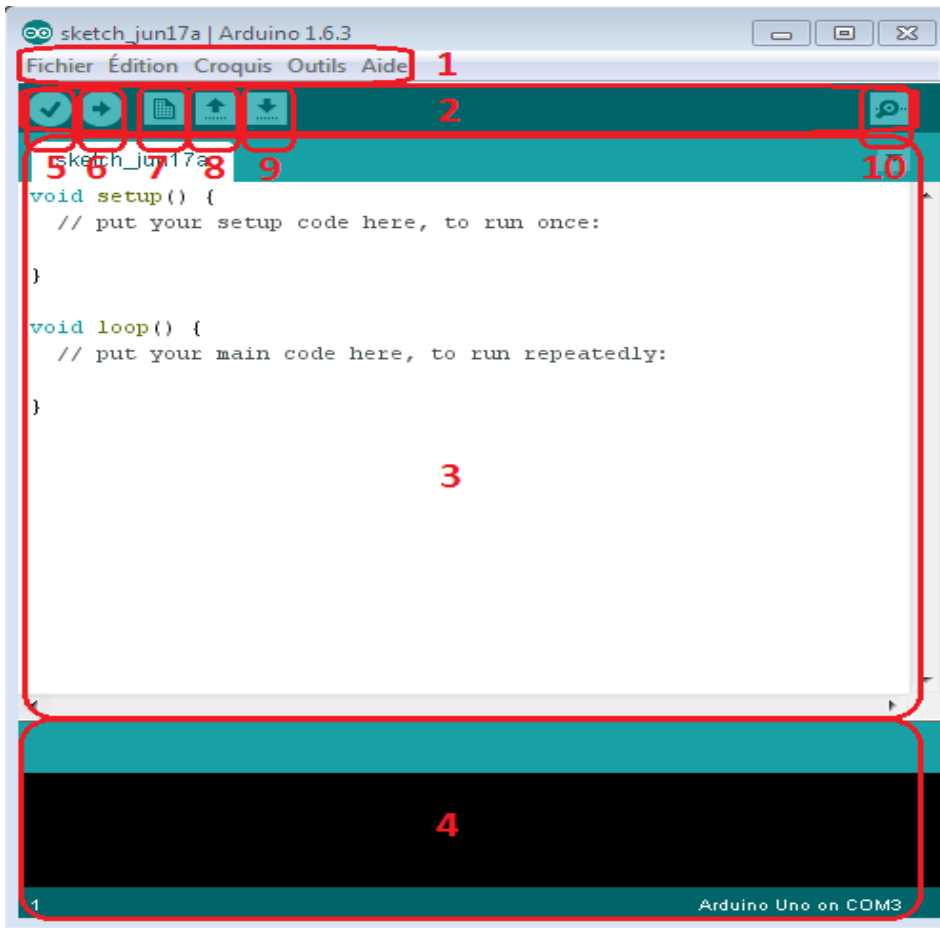 sketch_jun17a | Arduino 1.6.3
Fichier Édition Croquis Outils Aide 1
2
5 6 7 8 9 10
sketch_jun17a
void setup() {
// put your setup code here, to run once:
}
void loop() {
// put your main code here, to run repeatedly:
}
3
4
1 Arduino Uno on COM3